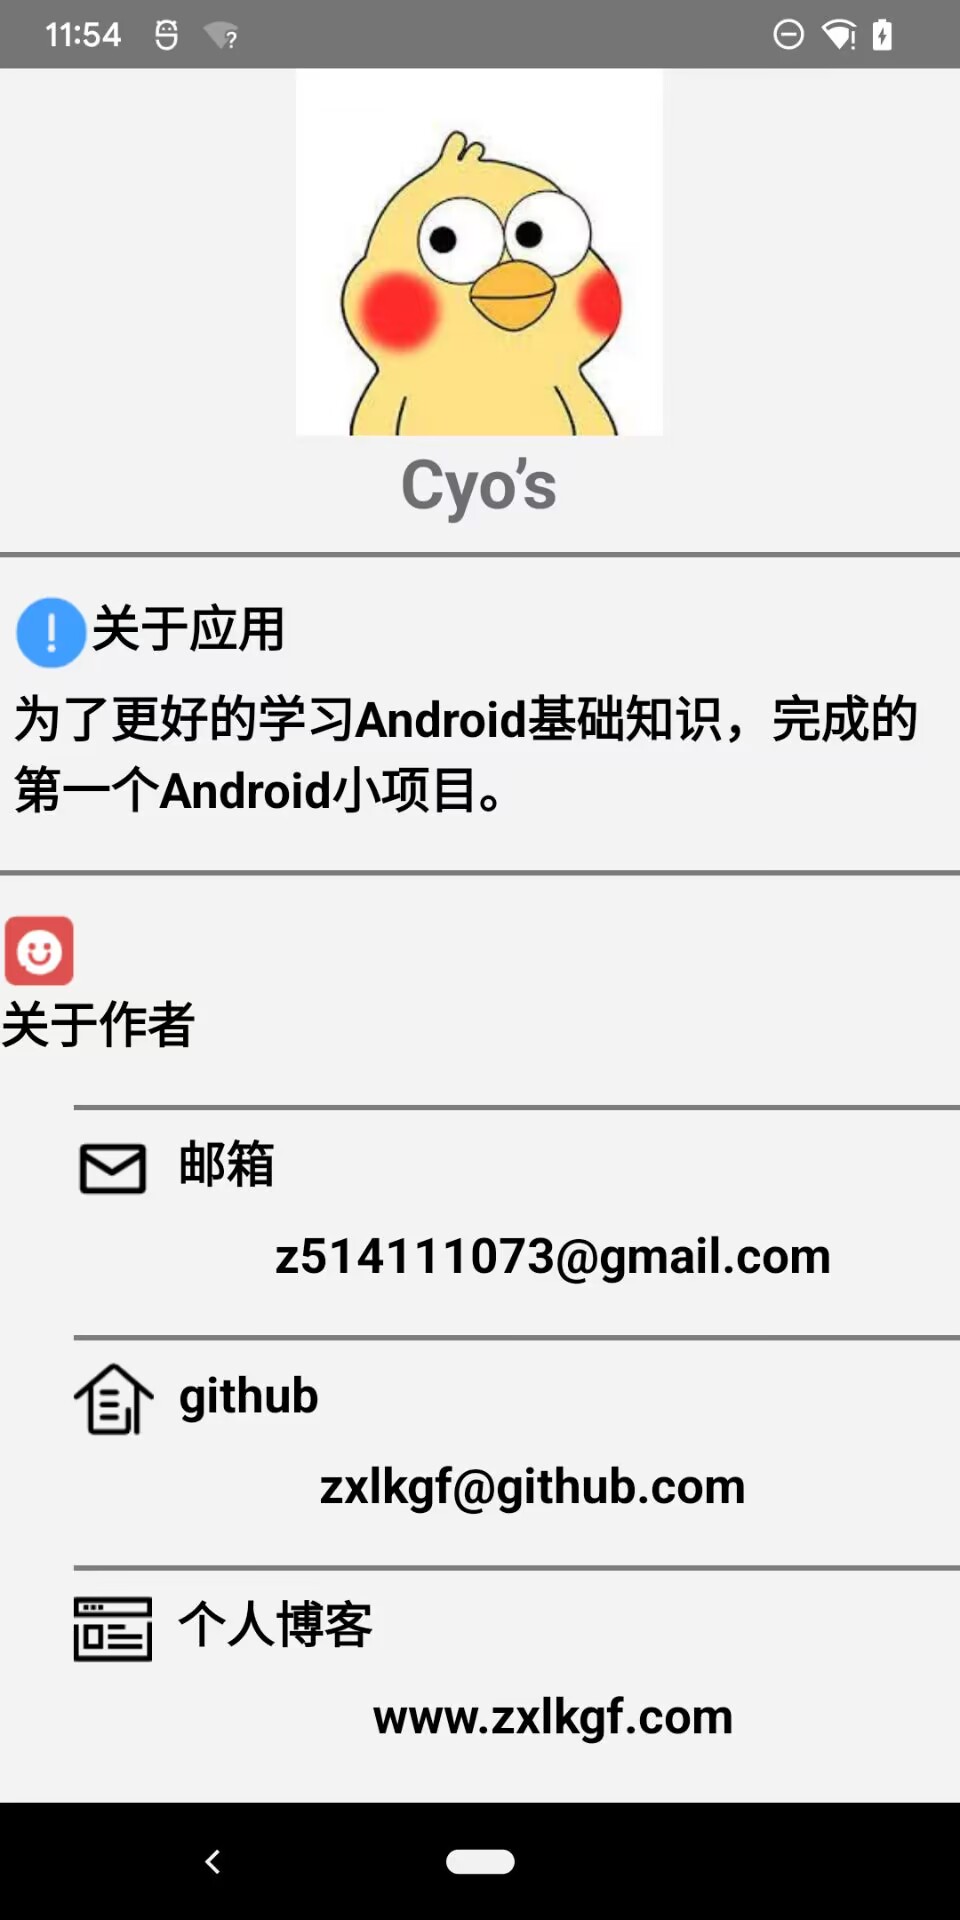 11:54
Cyo’s
关于应用
为了更好的学习Android基础知识，完成的
第一个Android小项目。
关于作者
邮箱
z514111073@gmail.com
github
zxlkgf@github.com
个人博客
www.zxlkgf.com